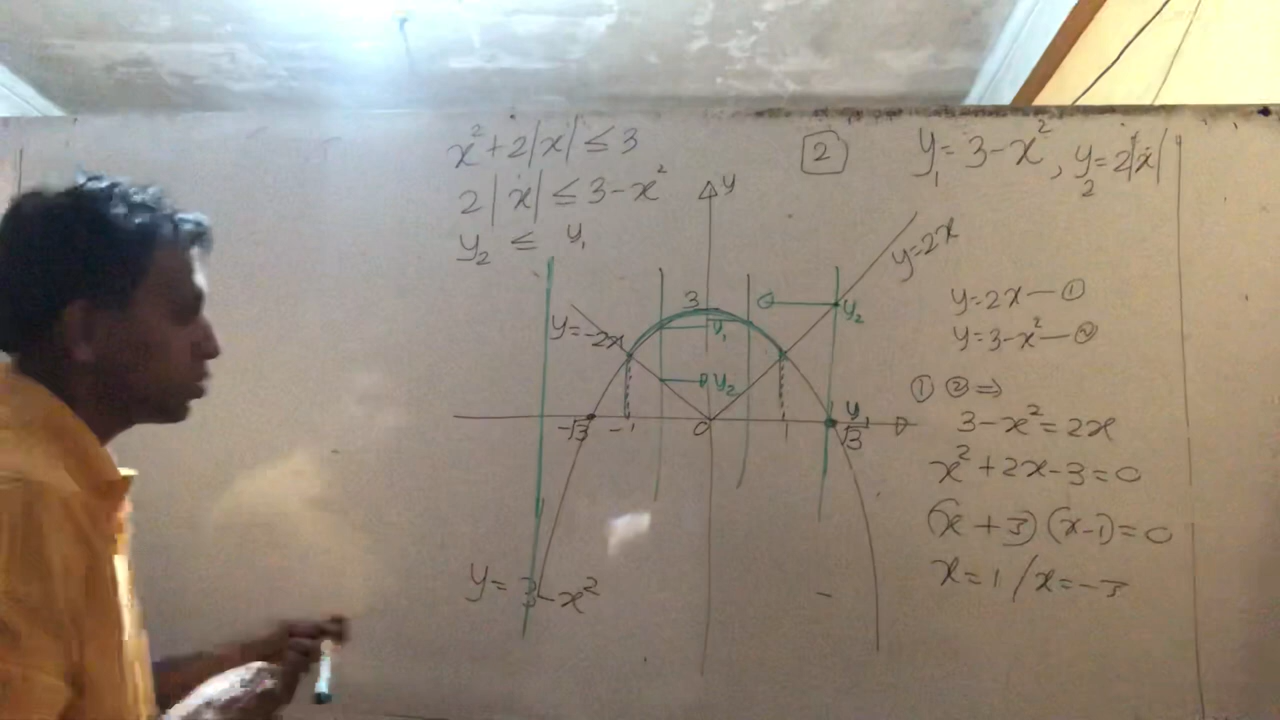 x²+2|x| ≤ 3
2|x| ≤ 3-x²
y₂ ≤ y₁
2
y₁=3-x², y₂=2|x|
y
y=2x
3
y=-2x
y₁
y₂
y₂
-√3
-1
0
1
y₁
√3
y=3-x²
y=2x—①
y=3-x²—②
① ② ⇒
3-x²=2x
x²+2x-3=0
(x+3)(x-1)=0
x=1/x=-3